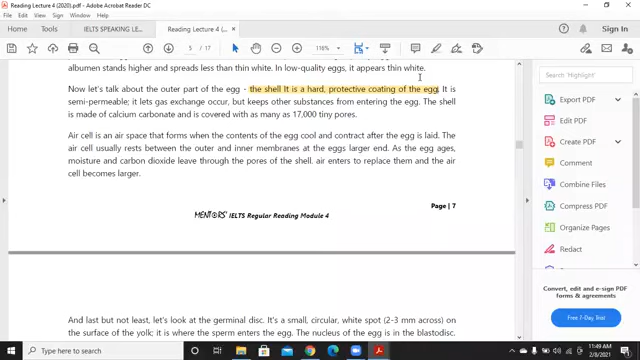 Reading Lecture 4 (2020).pdf - Adobe Acrobat Reader DC
File Edit View Sign Window Help
Home Tools IELTS SPEAKING LE... Reading Lecture 4 ... × Sign In
5 / 17 116%
albumen stands higher and spreads less than thin white. In low-quality eggs, it appears thin white.
Now let's talk about the outer part of the egg - the shell It is a hard, protective coating of the egg. It is
semi-permeable; it lets gas exchange occur, but keeps other substances from entering the egg. The shell
is made of calcium carbonate and is covered with as many as 17,000 tiny pores.
Air cell is an air space that forms when the contents of the egg cool and contract after the egg is laid. The
air cell usually rests between the outer and inner membranes at the eggs larger end. As the egg ages,
moisture and carbon dioxide leave through the pores of the shell. air enters to replace them and the air
cell becomes larger.
Page | 7
MENTORS' IELTS Regular Reading Module 4
And last but not least, let's look at the germinal disc. It's a small, circular, white spot (2-3 mm across) on
the surface of the yolk; it is where the sperm enters the egg. The nucleus of the egg is in the blastodisc.
Search 'Highlight'
Export PDF
Edit PDF
Create PDF
Comment
Combine Files
Compress PDF
Organize Pages
Redact
Convert, edit and e-sign PDF
forms & agreements
Free 7-Day Trial
Type here to search
11:49 AM
2/8/2021